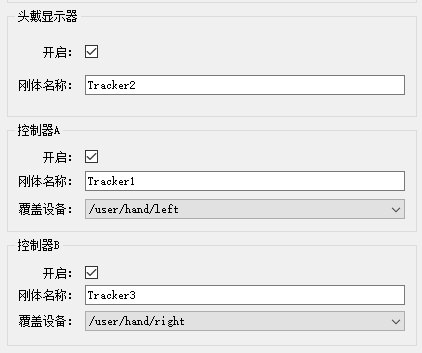 头戴显示器
开启：
刚体名称： Tracker2
控制器A
开启：
刚体名称： Tracker1
覆盖设备： /user/hand/left
控制器B
开启：
刚体名称： Tracker3
覆盖设备： /user/hand/right